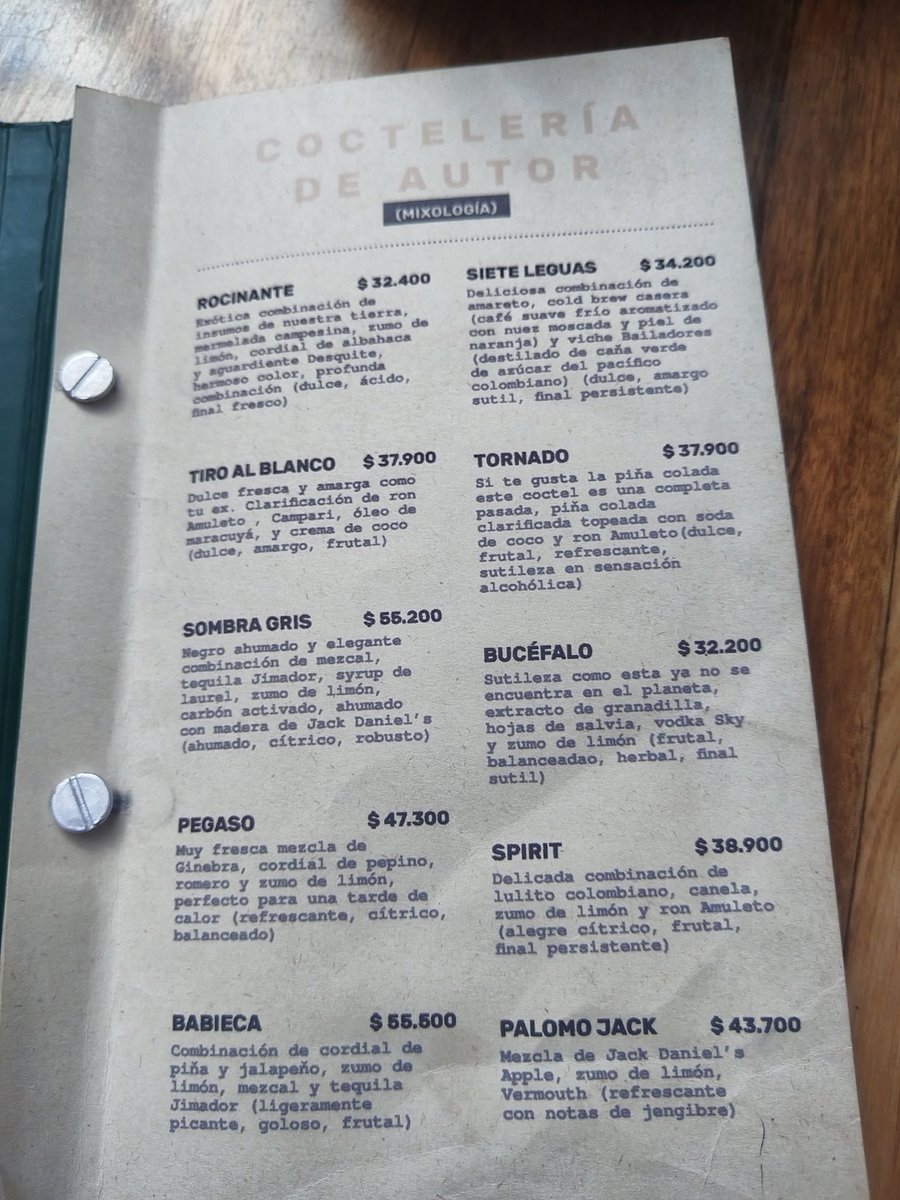 COCTELERÍA
DE AUTOR
(MIXOLOGÍA)
ROCINANTE $ 32.400
Exótica combinación de
insumos de nuestra tierra,
mermelada campesina, zumo de
limón, cordial de albahaca
y aguardiente Desquite,
hermoso color, profunda
combinación (dulce, ácido,
final fresco)
TIRO AL BLANCO $ 37.900
Dulce fresca y amarga como
tu ex. Clarificación de ron
Amuleto , Campari, óleo de
maracuyá, y crema de coco
(dulce, amargo, frutal)
SOMBRA GRIS $ 55.200
Negro ahumado y elegante
combinación de mezcal,
tequila Jimador, syrup de
laurel, zumo de limón,
carbón activado, ahumado
con madera de Jack Daniel's
(ahumado, cítrico, robusto)
PEGASO $ 47.300
Muy fresca mezcla de
Ginebra, cordial de pepino,
romero y zumo de limón,
perfecto para una tarde de
calor (refrescante, cítrico,
balanceado)
BABIECA $ 55.500
Combinación de cordial de
piña y jalapeño, zumo de
limón, mezcal y tequila
Jimador (ligeramente
picante, goloso, frutal)
SIETE LEGUAS $ 34.200
Deliciosa combinación de
amareto, cold brew casera
(café suave frío aromatizado
con nuez moscada y piel de
naranja) y viche Bailadores
(destilado de caña verde
de azúcar del pacífico
colombiano) (dulce, amargo
sutil, final persistente)
TORNADO $ 37.900
Si te gusta la piña colada
este coctel es una completa
pasada, piña colada
clarificada topeada con soda
de coco y ron Amuleto(dulce,
frutal, refrescante,
sutileza en sensación
alcohólica)
BUCÉFALO $ 32.200
Sutileza como esta ya no se
encuentra en el planeta,
extracto de granadilla,
hojas de salvia, vodka Sky
y zumo de limón (frutal,
balanceadao, herbal, final
sutil)
SPIRIT $ 38.900
Delicada combinación de
lulito colombiano, canela,
zumo de limón y ron Amuleto
(alegre cítrico, frutal,
final persistente)
PALOMO JACK $ 43.700
Mezcla de Jack Daniel's
Apple, zumo de limón,
Vermouth (refrescante
con notas de jengibre)